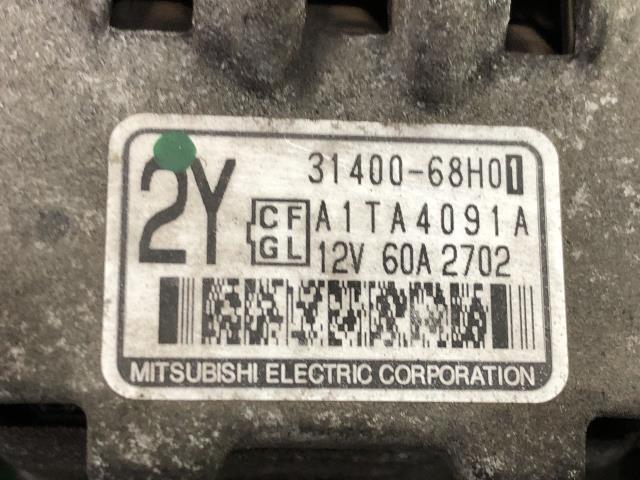 2Y
31400-68H01
CF
GL
A1TA4091A
12V 60A 2702
MITSUBISHI ELECTRIC CORPORATION